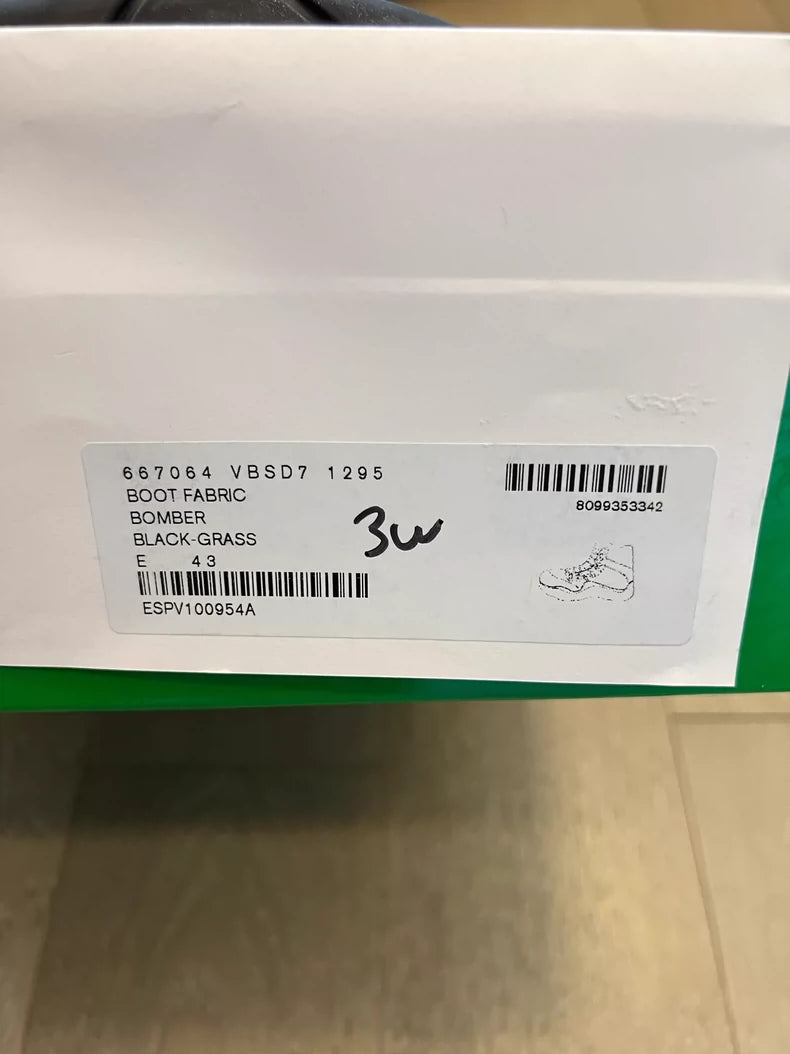 667064 VBSD7 1295
BOOT FABRIC
BOMBER
BLACK-GRASS
E 43
ESPV100954A
3w
8099353342